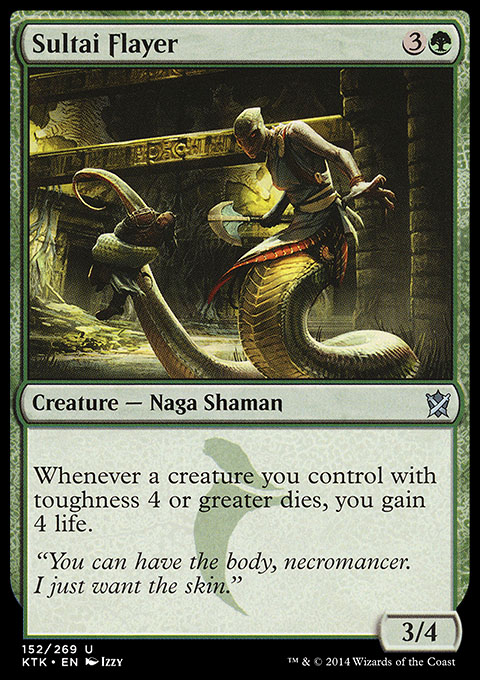 Sultai Flayer 3
Creature — Naga Shaman
Whenever a creature you control with
toughness 4 or greater dies, you gain
4 life.
“You can have the body, necromancer.
I just want the skin.”
3/4
152/269 U
KTK • EN Izzy
™ & © 2014 Wizards of the Coast